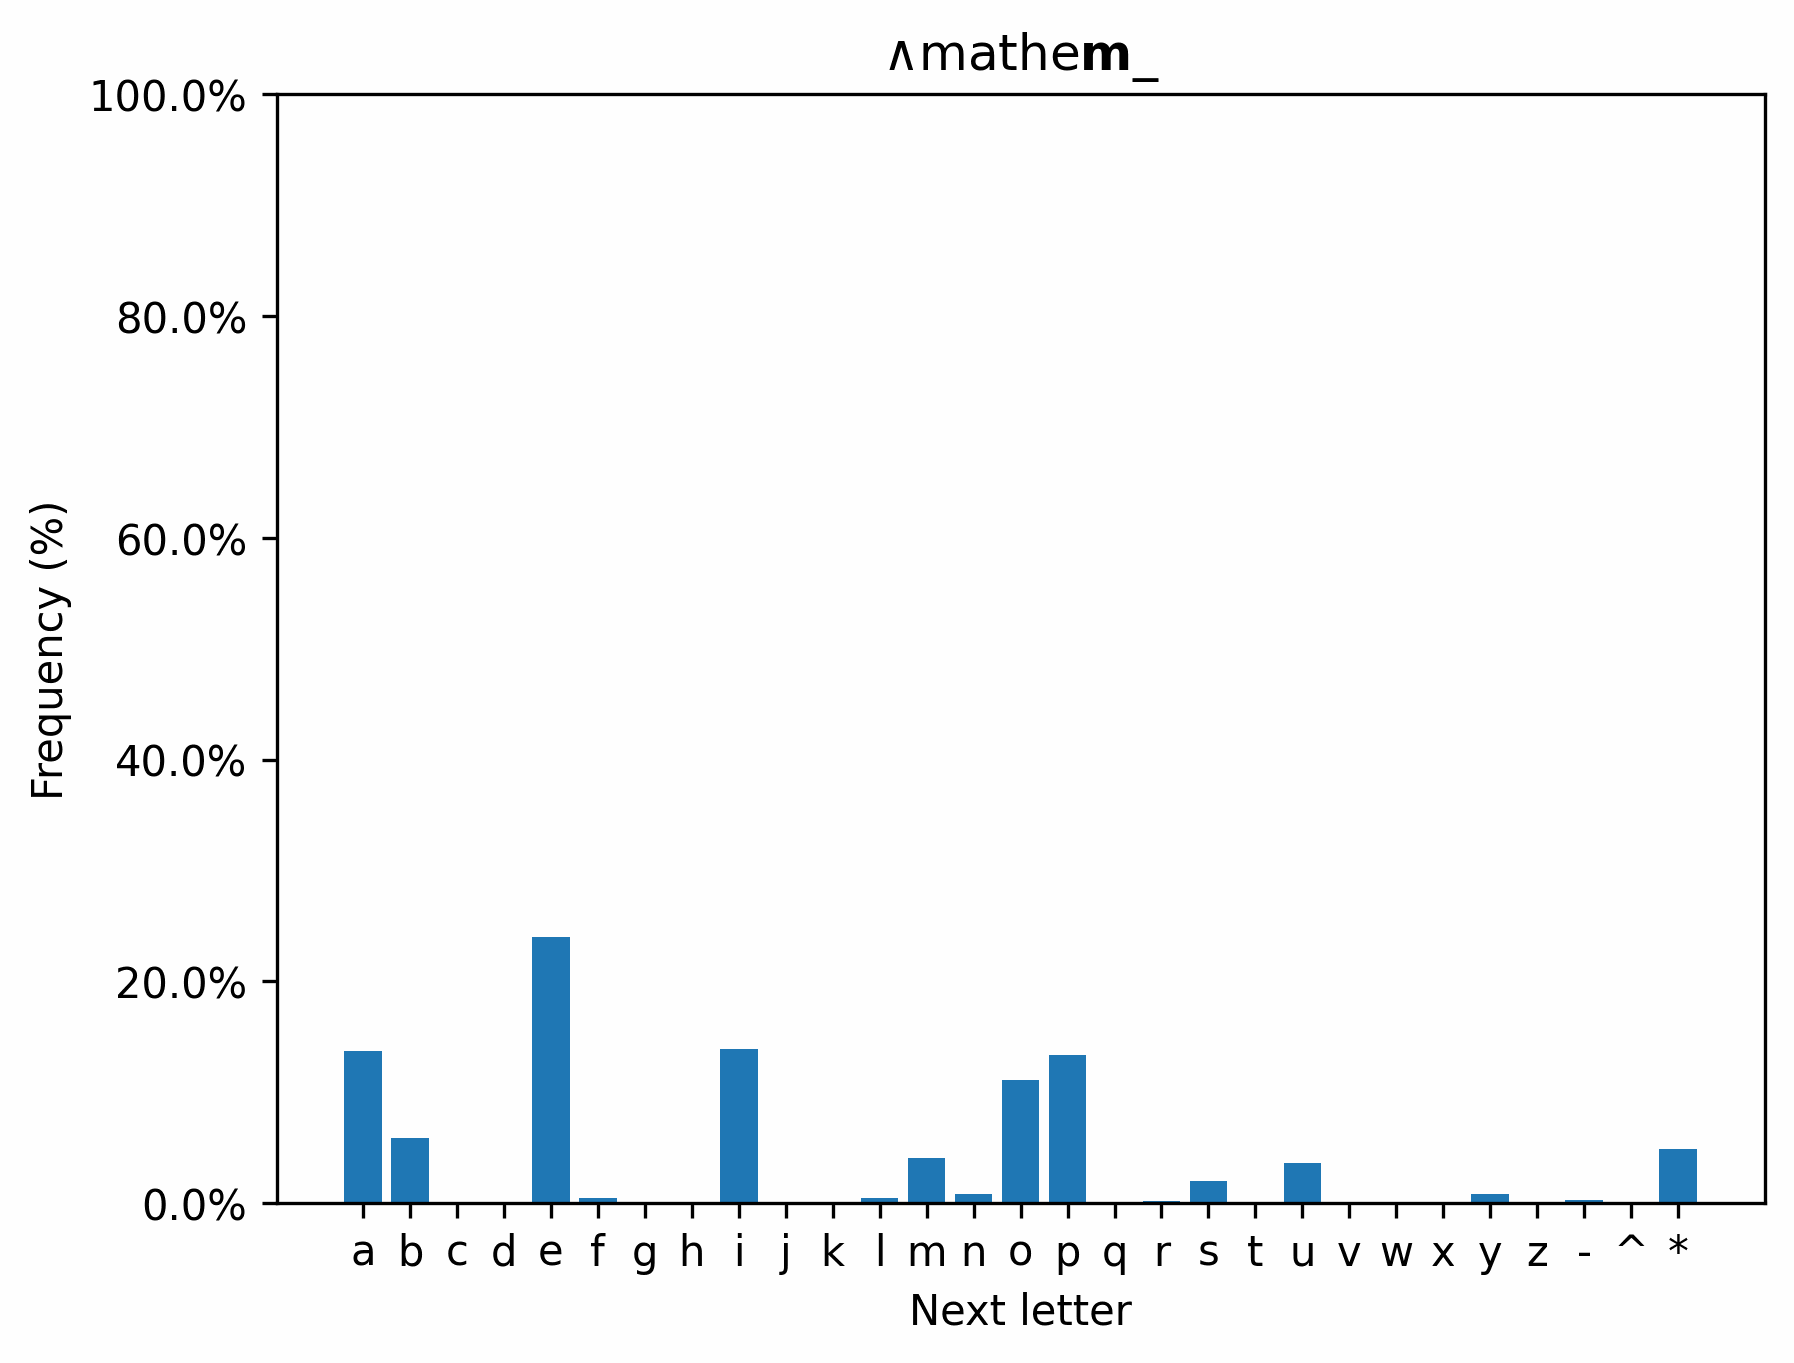 ∧mathem_
100.0%
80.0%
60.0%
40.0%
20.0%
0.0%
Frequency (%)
a b c d e f g h i j k l m n o p q r s t u v w x y z - ^ *
Next letter